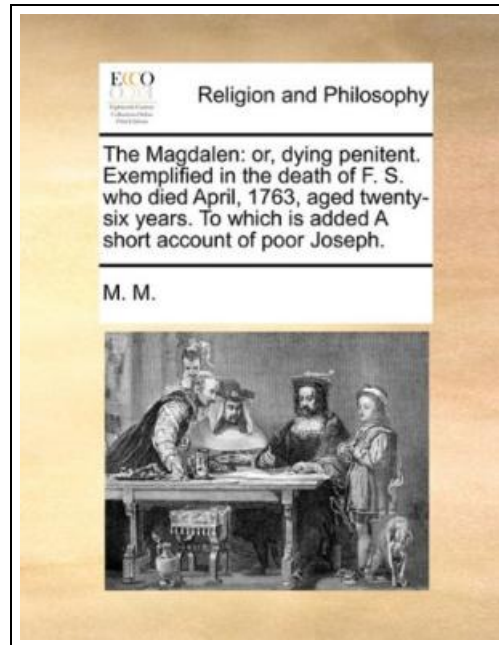 ECCO
Religion and Philosophy
The Magdalen: or, dying penitent.
Exemplified in the death of F. S.
who died April, 1763, aged twenty-
six years. To which is added A
short account of poor Joseph.
M. M.